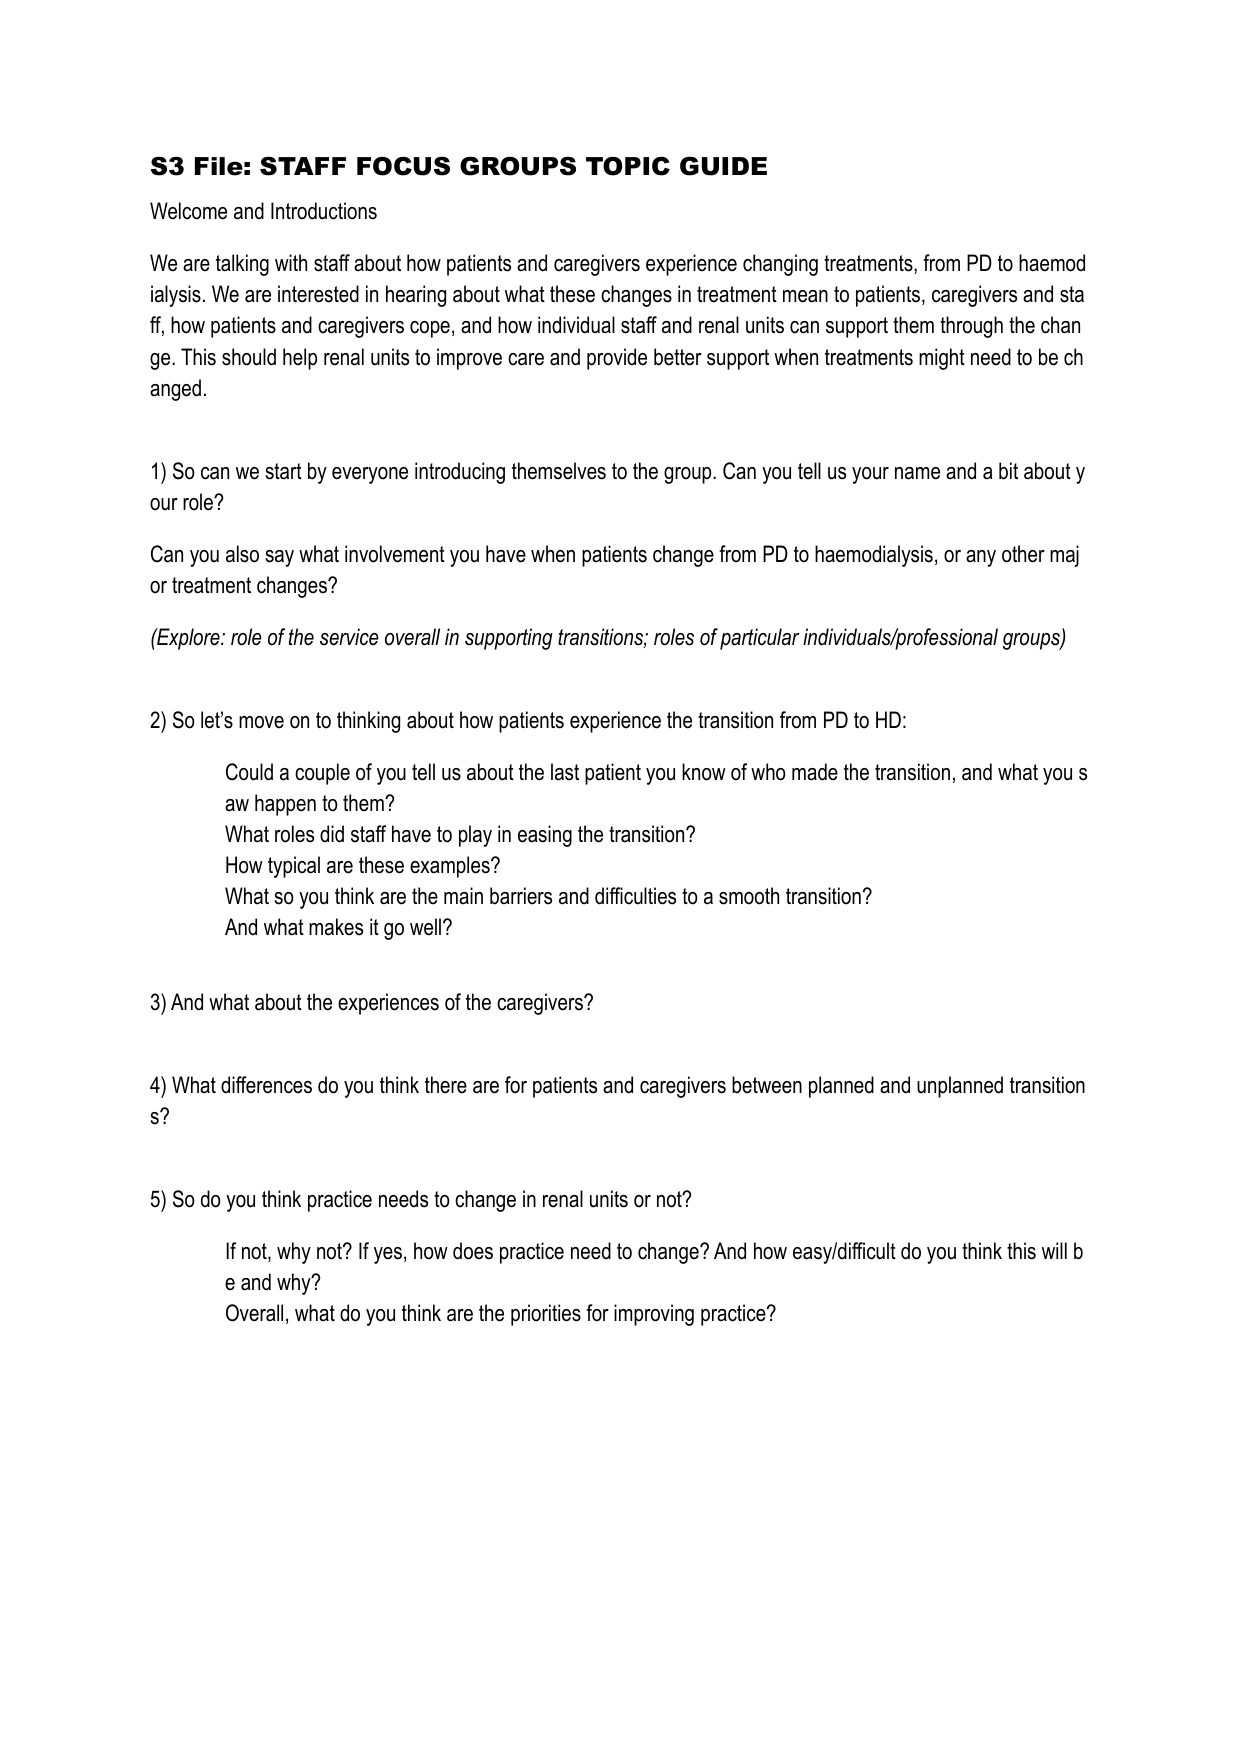 S3 File: STAFF FOCUS GROUPS TOPIC GUIDE
Welcome and Introductions
We are talking with staff about how patients and caregivers experience changing treatments, from PD to haemod
ialysis. We are interested in hearing about what these changes in treatment mean to patients, caregivers and sta
ff, how patients and caregivers cope, and how individual staff and renal units can support them through the chan
ge. This should help renal units to improve care and provide better support when treatments might need to be ch
anged.
1) So can we start by everyone introducing themselves to the group. Can you tell us your name and a bit about y
our role?
Can you also say what involvement you have when patients change from PD to haemodialysis, or any other maj
or treatment changes?
(Explore: role of the service overall in supporting transitions; roles of particular individuals/professional groups)
2) So let’s move on to thinking about how patients experience the transition from PD to HD:
Could a couple of you tell us about the last patient you know of who made the transition, and what you s
aw happen to them?
What roles did staff have to play in easing the transition?
How typical are these examples?
What so you think are the main barriers and difficulties to a smooth transition?
And what makes it go well?
3) And what about the experiences of the caregivers?
4) What differences do you think there are for patients and caregivers between planned and unplanned transition
s?
5) So do you think practice needs to change in renal units or not?
If not, why not? If yes, how does practice need to change? And how easy/difficult do you think this will b
e and why?
Overall, what do you think are the priorities for improving practice?